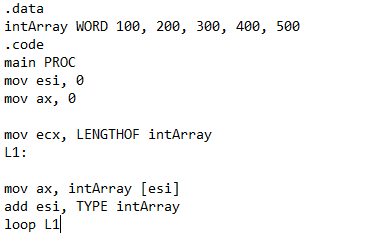 .data
intArray WORD 100, 200, 300, 400, 500
.code
main PROC
mov esi, 0
mov ax, 0
mov ecx, LENGTHOF intArray
L1:
mov ax, intArray [esi]
add esi, TYPE intArray
loop L1